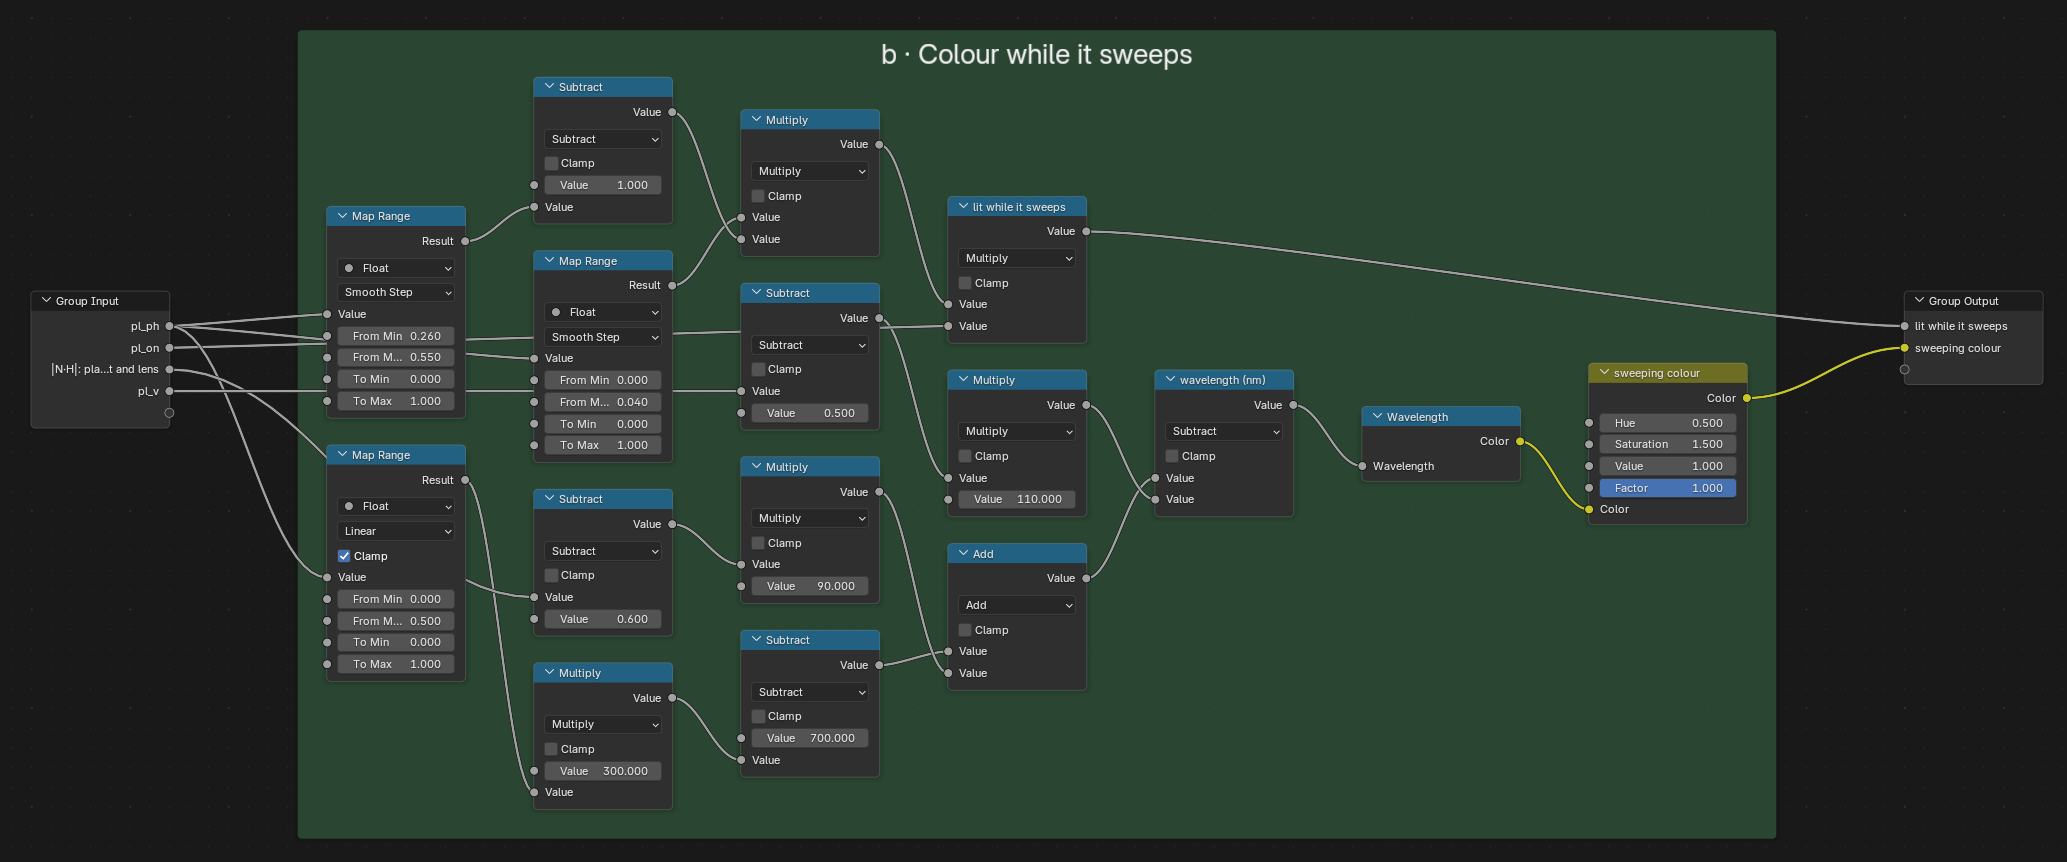 b · Colour while it sweeps
Group Input
pl_ph
pl_on
|N·H|: pla...t and lens
pl_v
Map Range
Result
Float
Smooth Step
Value
From Min 0.260
From M... 0.550
To Min 0.000
To Max 1.000
Map Range
Result
Float
Linear
Clamp
Value
From Min 0.000
From M... 0.500
To Min 0.000
To Max 1.000
Subtract
Value
Subtract
Clamp
Value 1.000
Value
Map Range
Result
Float
Smooth Step
Value
From Min 0.000
From M... 0.040
To Min 0.000
To Max 1.000
Subtract
Value
Subtract
Clamp
Value
Value 0.600
Multiply
Value
Multiply
Clamp
Value 300.000
Value
Multiply
Value
Multiply
Clamp
Value
Value
Subtract
Value
Subtract
Clamp
Value
Value 0.500
Multiply
Value
Multiply
Clamp
Value
Value 90.000
Subtract
Value
Subtract
Clamp
Value 700.000
Value
lit while it sweeps
Value
Multiply
Clamp
Value
Value
Multiply
Value
Multiply
Clamp
Value
Value 110.000
Add
Value
Add
Clamp
Value
Value
wavelength (nm)
Value
Subtract
Clamp
Value
Value
Wavelength
Color
Wavelength
sweeping colour
Color
Hue 0.500
Saturation 1.500
Value 1.000
Factor 1.000
Color
Group Output
lit while it sweeps
sweeping colour